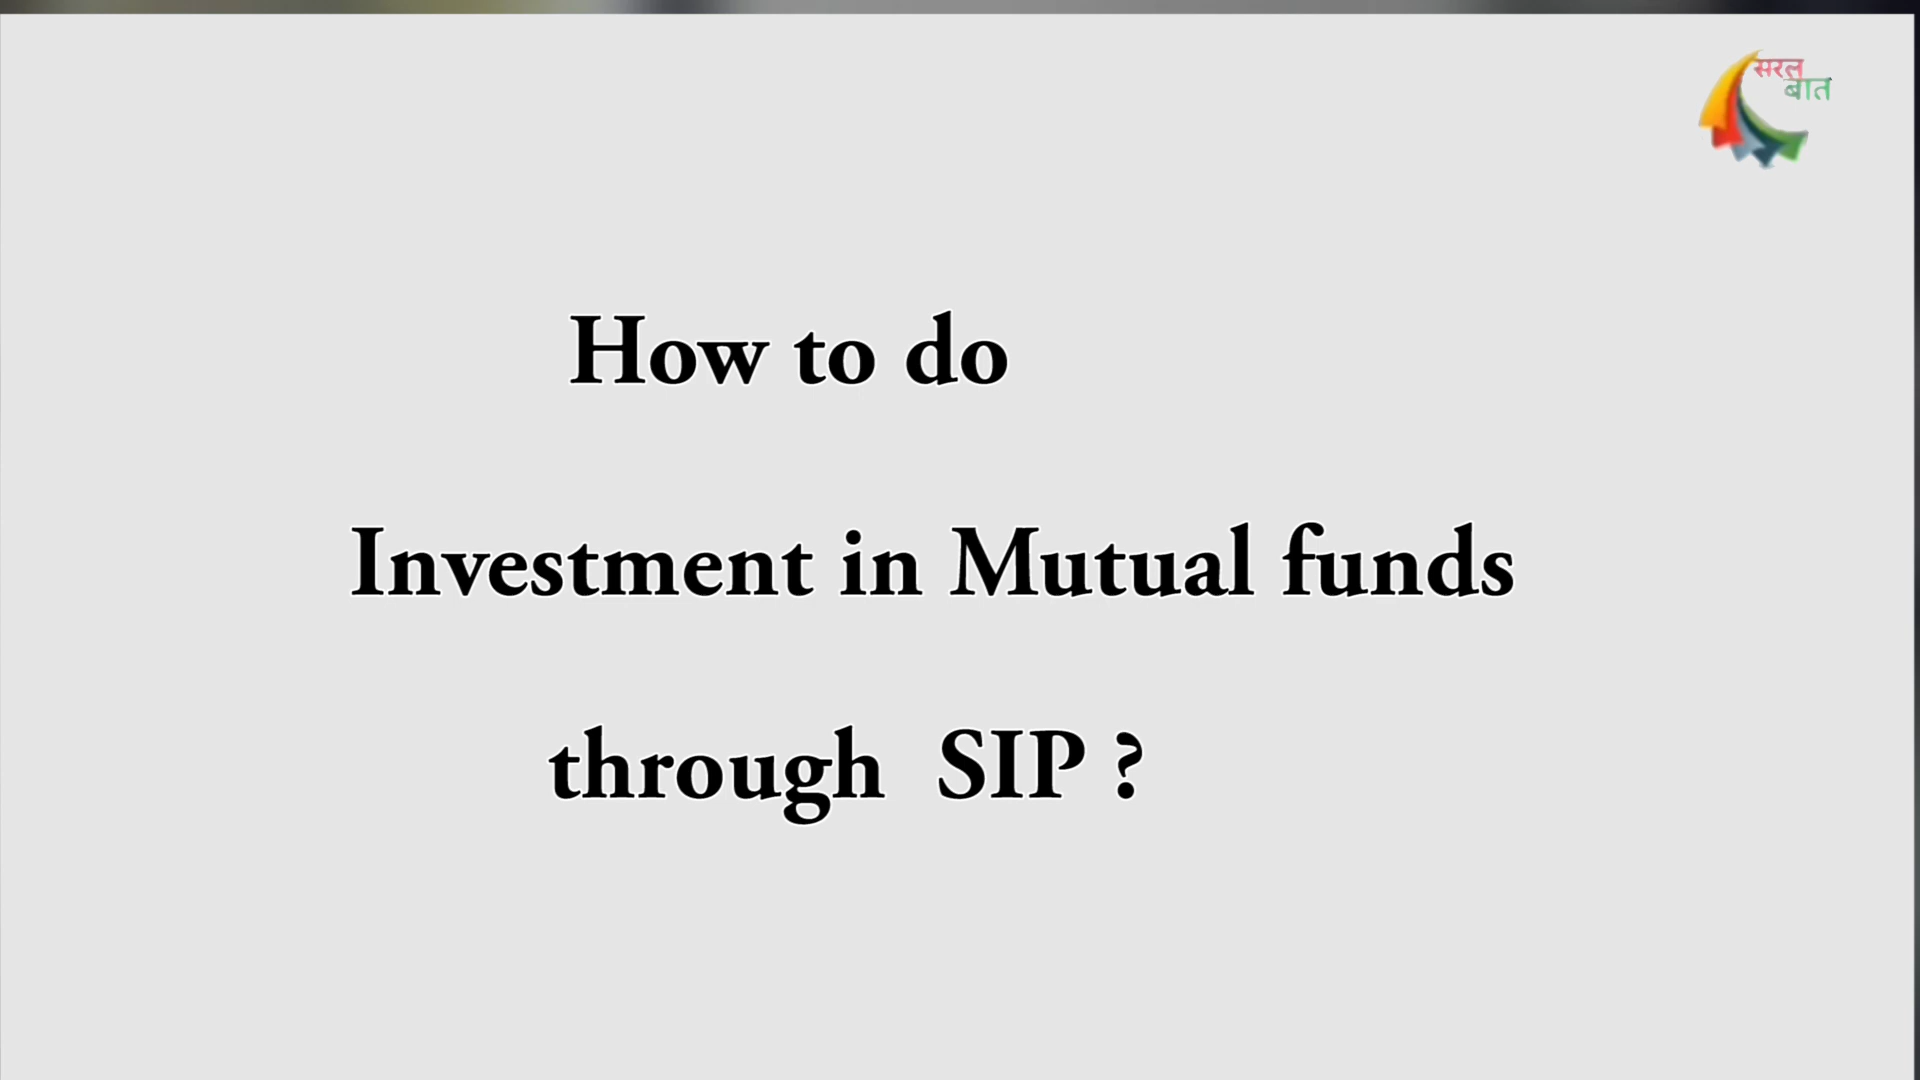 सरल
बात
How to do
Investment in Mutual funds
through SIP ?